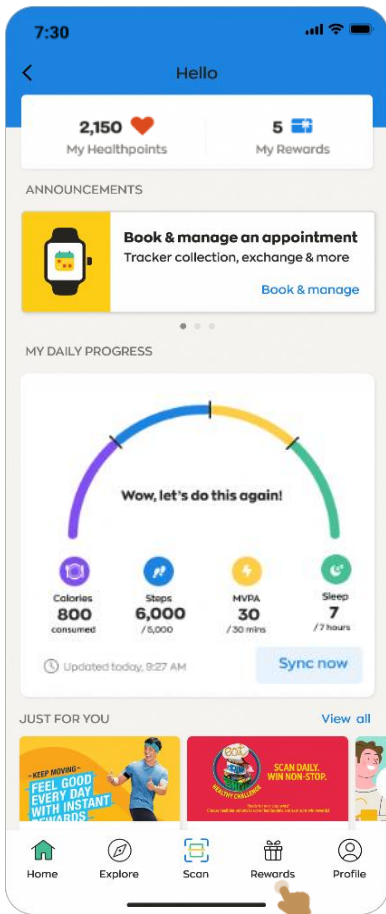 7:30
Hello
2,150
My Healthpoints
5
My Rewards
ANNOUNCEMENTS
Book & manage an appointment
Tracker collection, exchange & more
Book & manage
MY DAILY PROGRESS
Wow, let's do this again!
Calories
800
consumed
Steps
6,000
/5,000
MVPA
30
/30 mins
Sleep
7
/7 hours
Updated today, 9:27 AM
Sync now
JUST FOR YOU
View all
- KEEP MOVING -
FEEL GOOD
EVERY DAY
WITH INSTANT
REWARDS
eat
HEALTHY CHALLENGE
SCAN DAILY.
WIN NON-STOP.
Home
Explore
Scan
Rewards
Profile